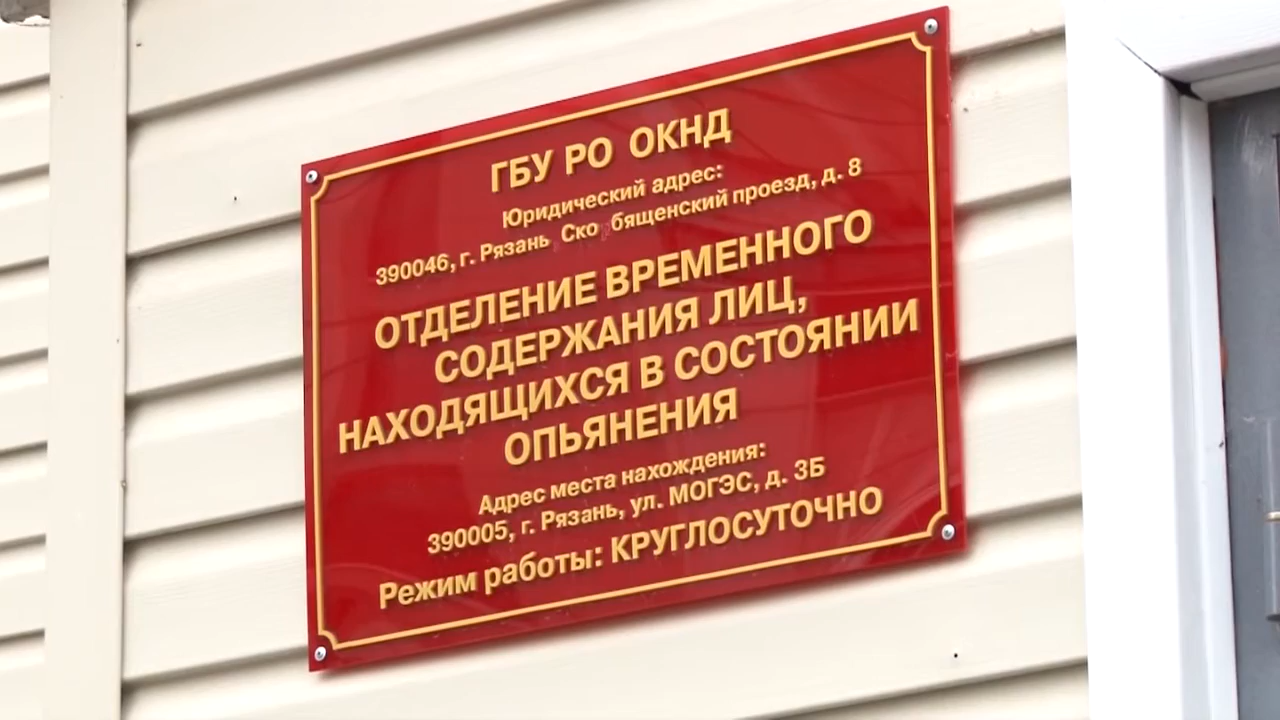 ГБУ РО ОКНД
Юридический адрес:
390046, г. Рязань Ско бященский проезд, д. 8
ОТДЕЛЕНИЕ ВРЕМЕННОГО
СОДЕРЖАНИЯ ЛИЦ,
НАХОДЯЩИХСЯ В СОСТОЯНИИ
ОПЬЯНЕНИЯ
Адрес места нахождения:
390005, г. Рязань, ул. МОГЭС, д. 3Б
Режим работы: КРУГЛОСУТОЧНО